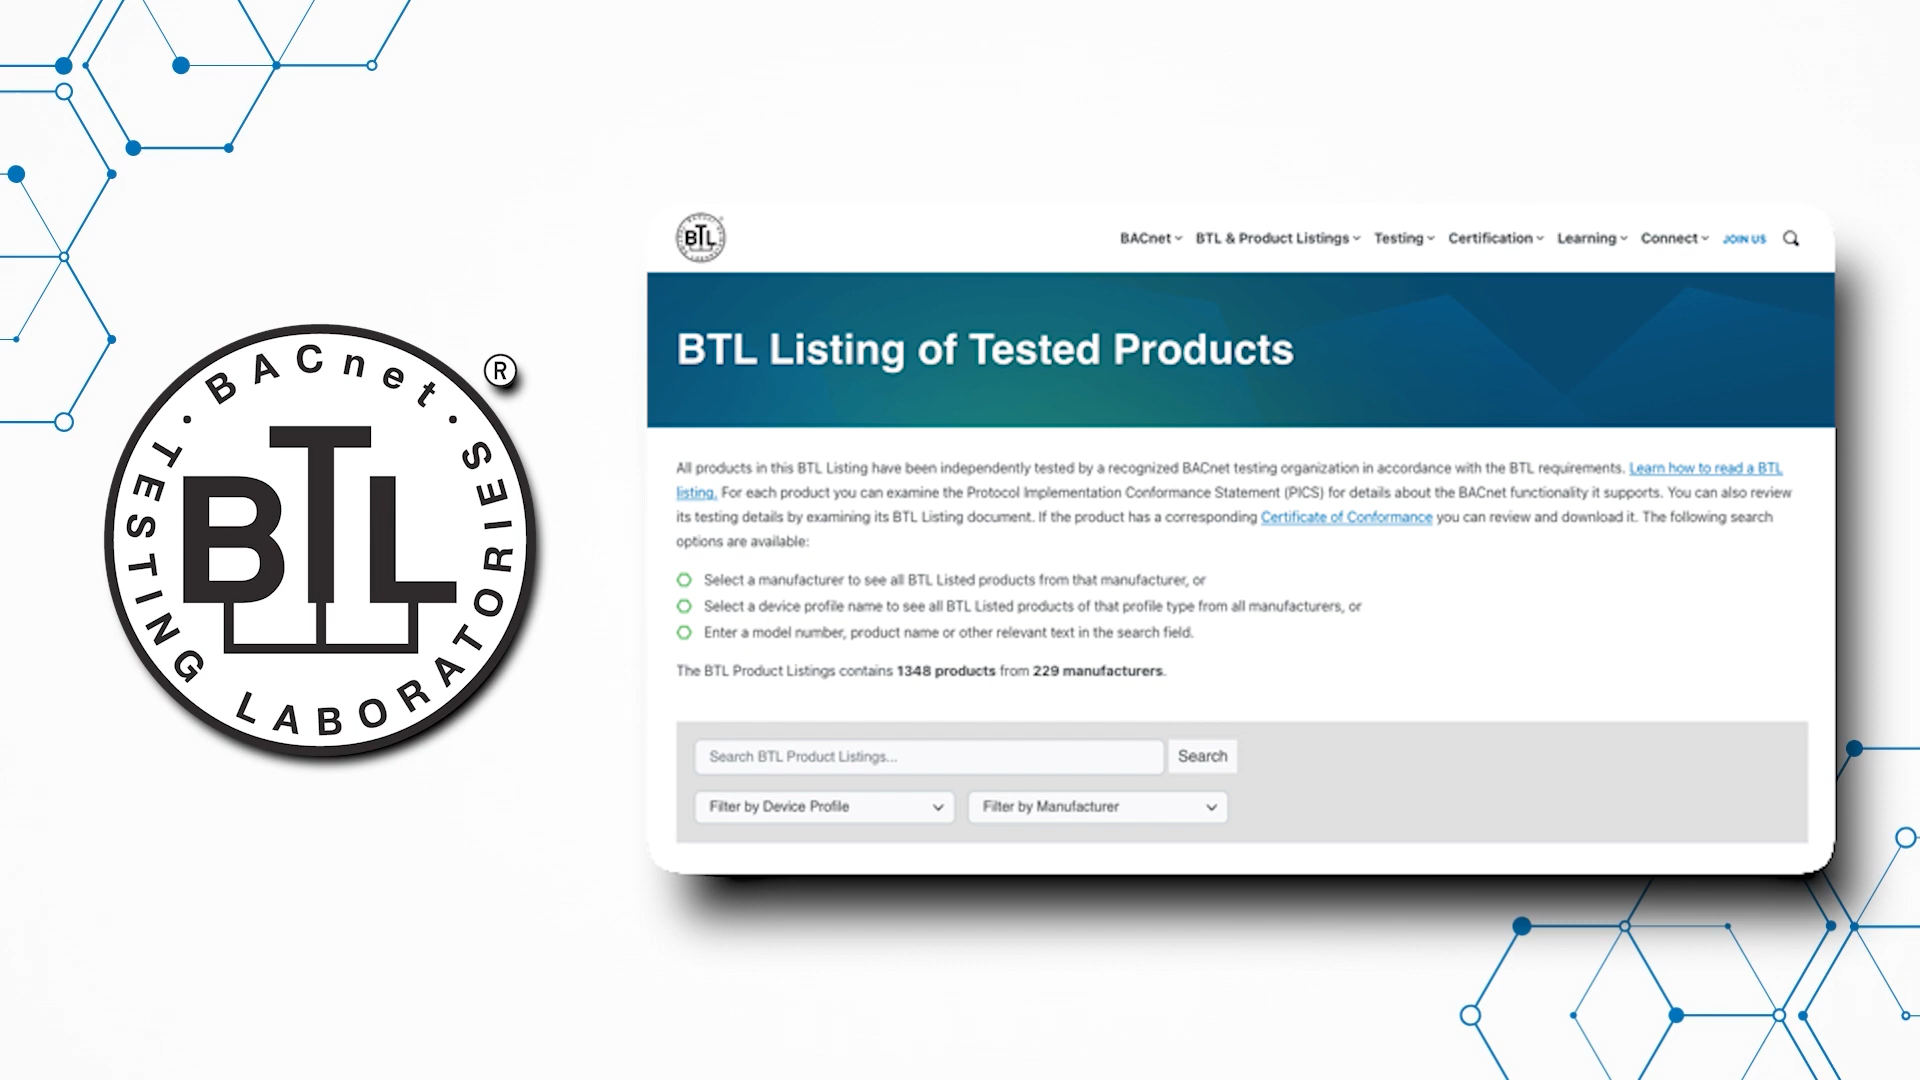 · BACnet ·
TESTING LABORATORIES
®
BTL
BTL
BACnet
BTL & Product Listings
Testing
Certification
Learning
Connect
JOIN US
BTL Listing of Tested Products
All products in this BTL Listing have been independently tested by a recognized BACnet testing organization in accordance with the BTL requirements. Learn how to read a BTL
listing. For each product you can examine the Protocol Implementation Conformance Statement (PICS) for details about the BACnet functionality it supports. You can also review
its testing details by examining its BTL Listing document. If the product has a corresponding Certificate of Conformance you can review and download it. The following search
options are available:
Select a manufacturer to see all BTL Listed products from that manufacturer, or
Select a device profile name to see all BTL Listed products of that profile type from all manufacturers, or
Enter a model number, product name or other relevant text in the search field.
The BTL Product Listings contains 1348 products from 229 manufacturers.
Search BTL Product Listings...
Search
Filter by Device Profile
Filter by Manufacturer